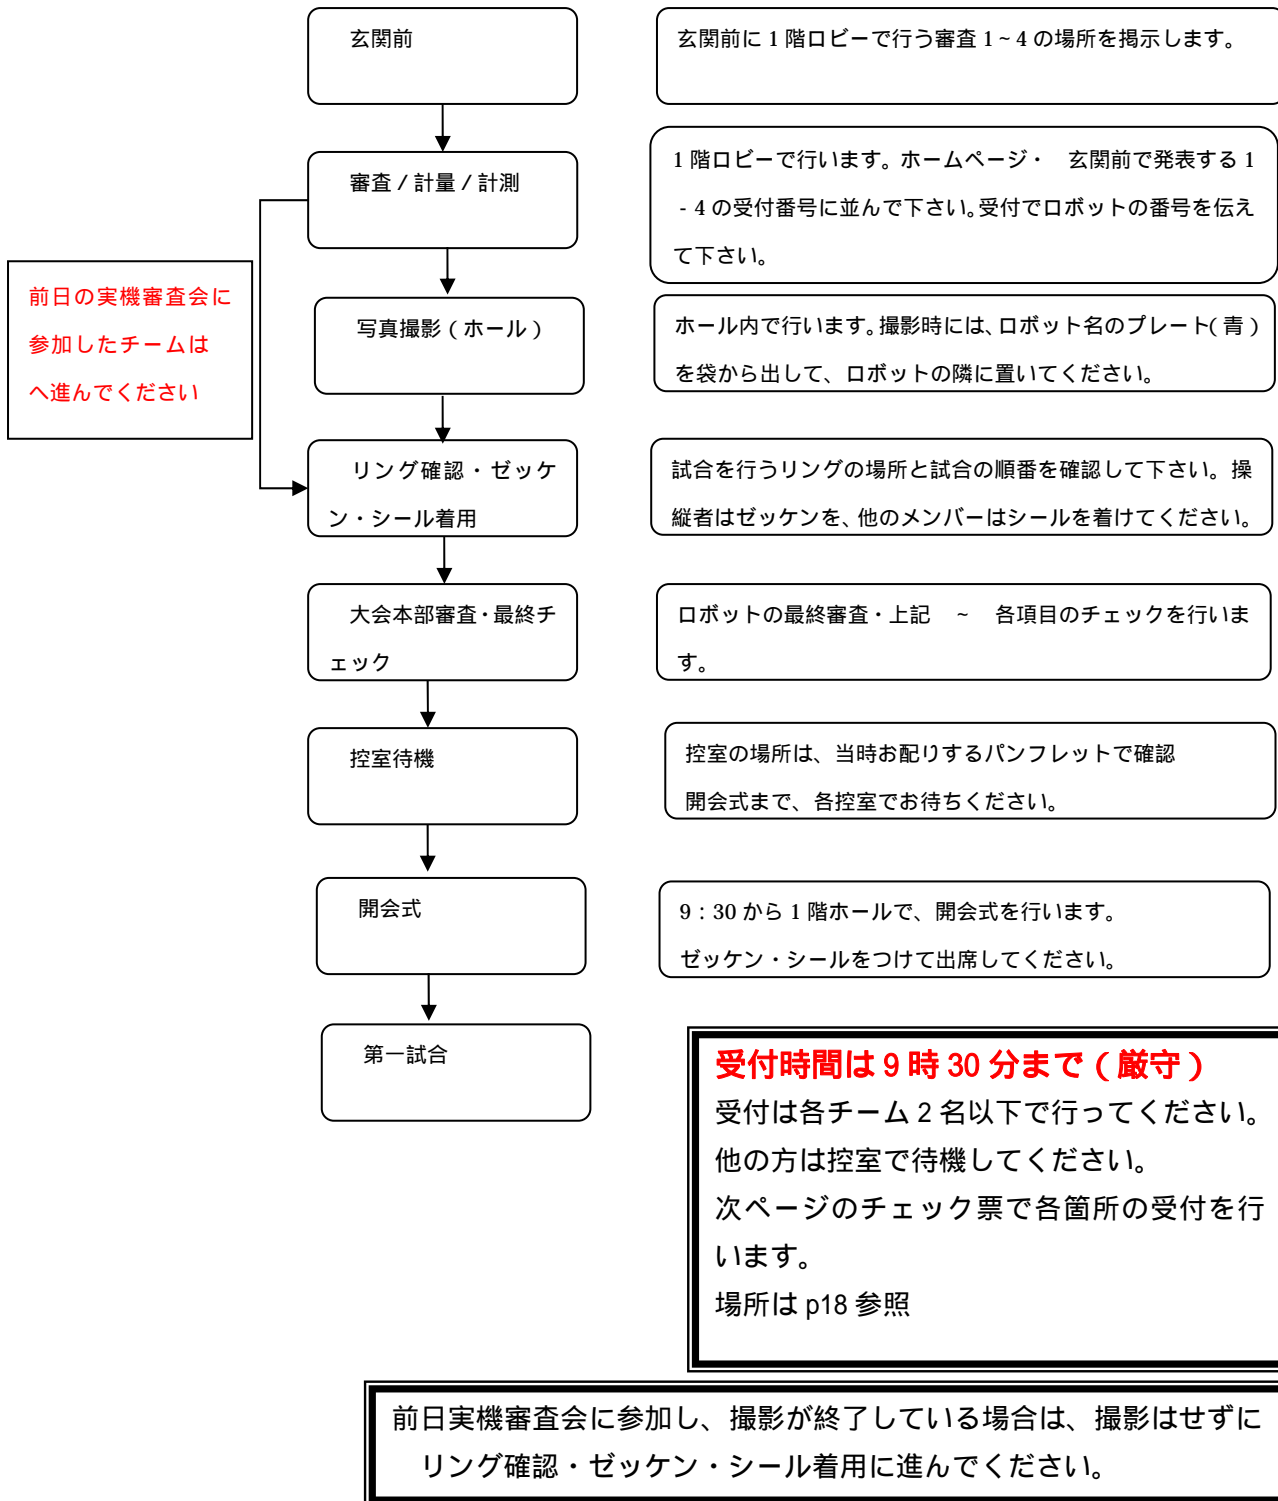 玄関前
玄関前に 1 階ロビーで行う審査 1~4 の場所を掲示します。
審査 / 計量 / 計測
1 階ロビーで行います。ホームページ・　玄関前で発表する 1
- 4 の受付番号に並んで下さい。受付でロボットの番号を伝え
て下さい。
前日の実機審査会に
参加したチームは
へ進んでください
写真撮影（ホール）
ホール内で行います。撮影時には、ロボット名のプレート（青）
を袋から出して、ロボットの隣に置いてください。
リング確認・ゼッケ
ン・シール着用
試合を行うリングの場所と試合の順番を確認して下さい。操
縦者はゼッケンを、他のメンバーはシールを着けてください。
大会本部審査・最終チ
ェック
ロボットの最終審査・上記　~　各項目のチェックを行いま
す。
控室待機
控室の場所は、当時お配りするパンフレットで確認
開会式まで、各控室でお待ちください。
開会式
9：30 から 1 階ホールで、開会式を行います。
ゼッケン・シールをつけて出席してください。
第一試合
受付時間は 9 時 30 分まで（厳守）
受付は各チーム 2 名以下で行ってください。
他の方は控室で待機してください。
次ページのチェック票で各箇所の受付を行
います。
場所は p18 参照
前日実機審査会に参加し、撮影が終了している場合は、撮影はせずに
リング確認・ゼッケン・シール着用に進んでください。